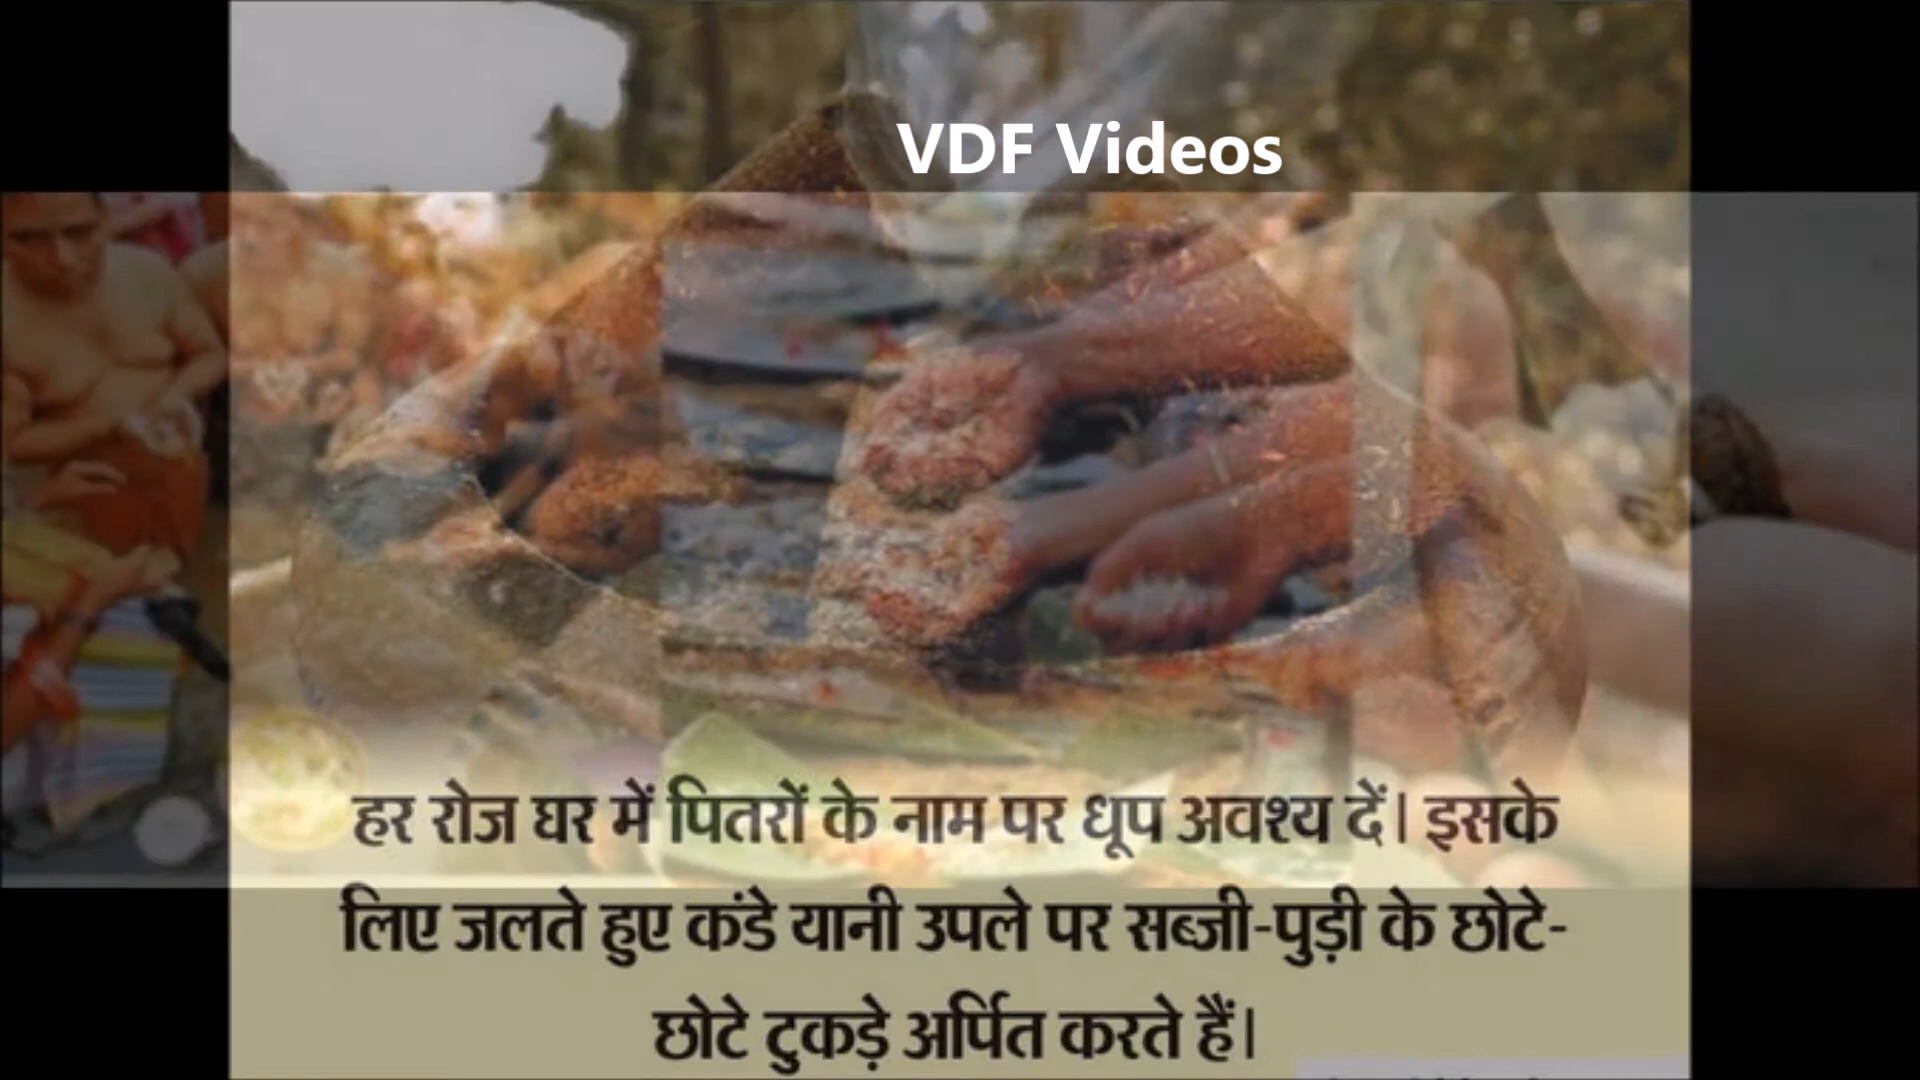 VDF Videos
हर रोज घर में पितरों के नाम पर धूप अवश्य दें। इसके
लिए जलते हुए कंडे यानी उपले पर सब्जी-पुड़ी के छोटे-
छोटे टुकड़े अर्पित करते हैं।